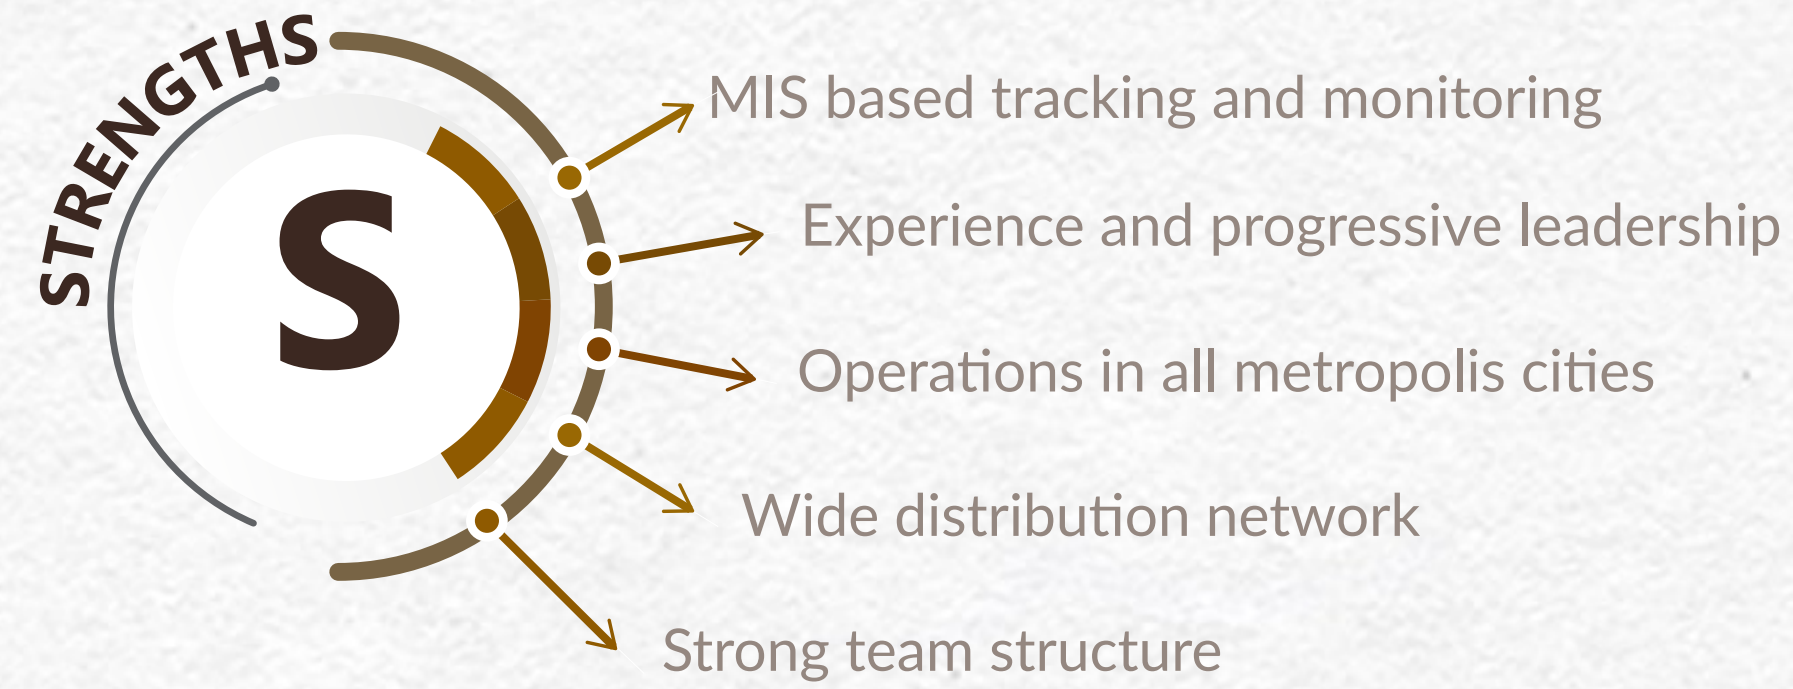 STRENGTHS
S
MIS based tracking and monitoring
Experience and progressive leadership
Operations in all metropolis cities
Wide distribution network
Strong team structure